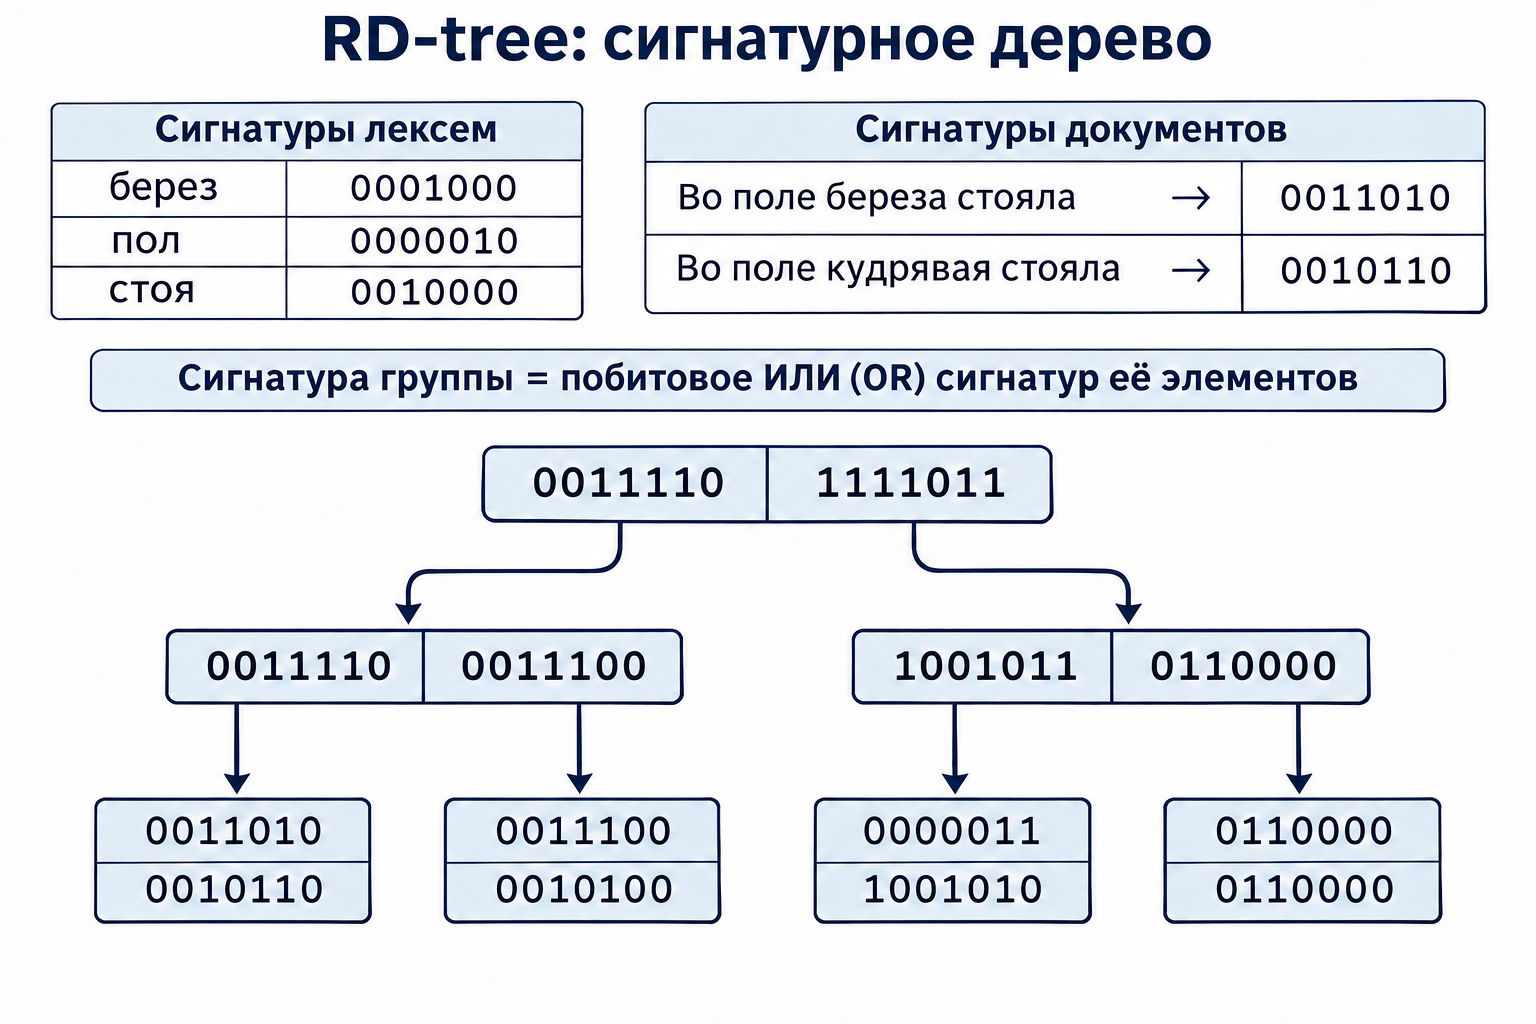 RD-tree: сигнатурное дерево
Сигнатуры лексем
берез 0001000
пол 0000010
стоя 0010000
Сигнатуры документов
Во поле береза стояла → 0011010
Во поле кудрявая стояла → 0010110
Сигнатура группы = побитовое ИЛИ (OR) сигнатур её элементов
0011110 1111011
0011110 0011100 1001011 0110000
0011010 0011100 0000011 0110000
0010110 0010100 1001010 0110000